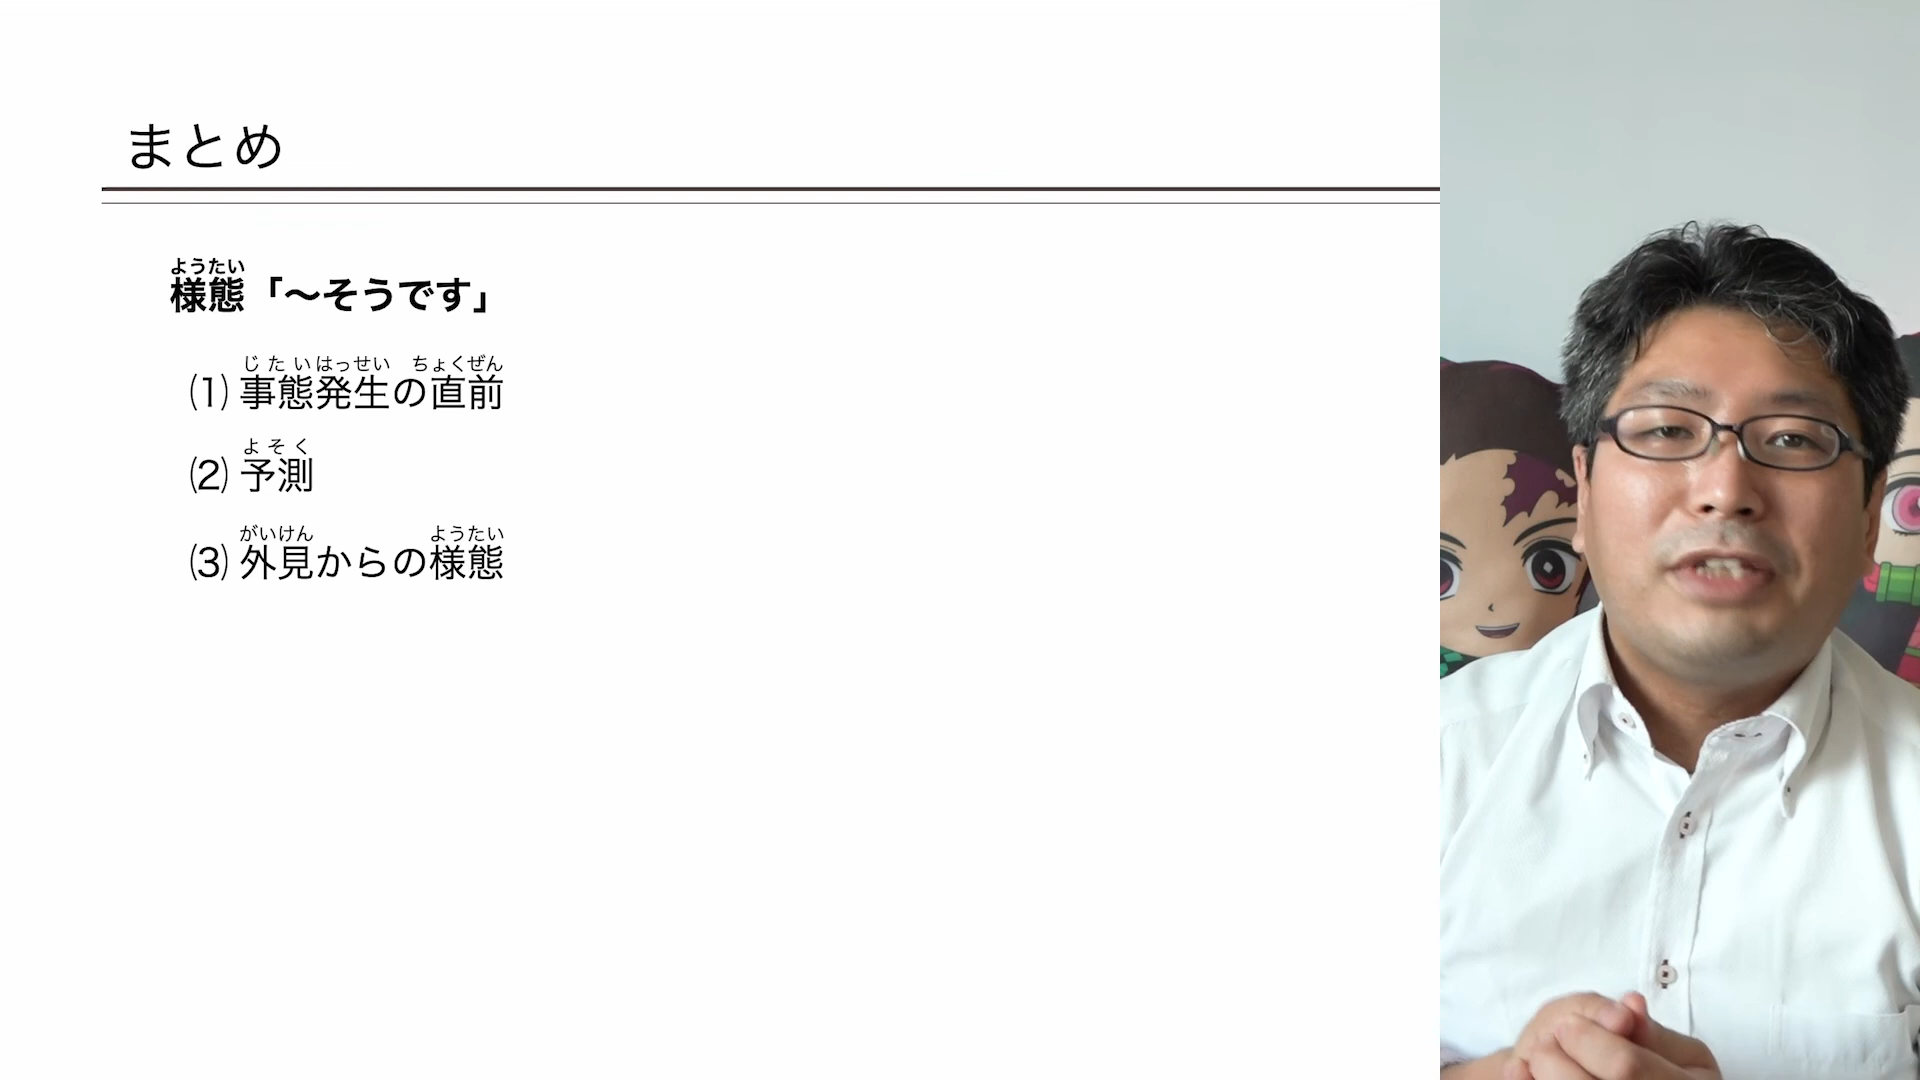 まとめ
ようたい
様態「～そうです」
じたいはっせい ちょくぜん
(1) 事態発生の直前
よそく
(2) 予測
がいけん ようたい
(3) 外見からの様態